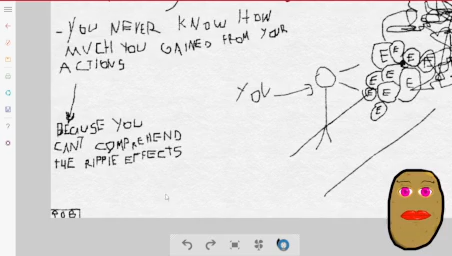 -YOU NEVER KNOW HOW
MUCH YOU GAINED FROM YOUR
ACTIONS
BECAUSE YOU
CANT COMPREHEND
THE RIPPLE EFFECTS
YOU
E E
E E E
E E E
E